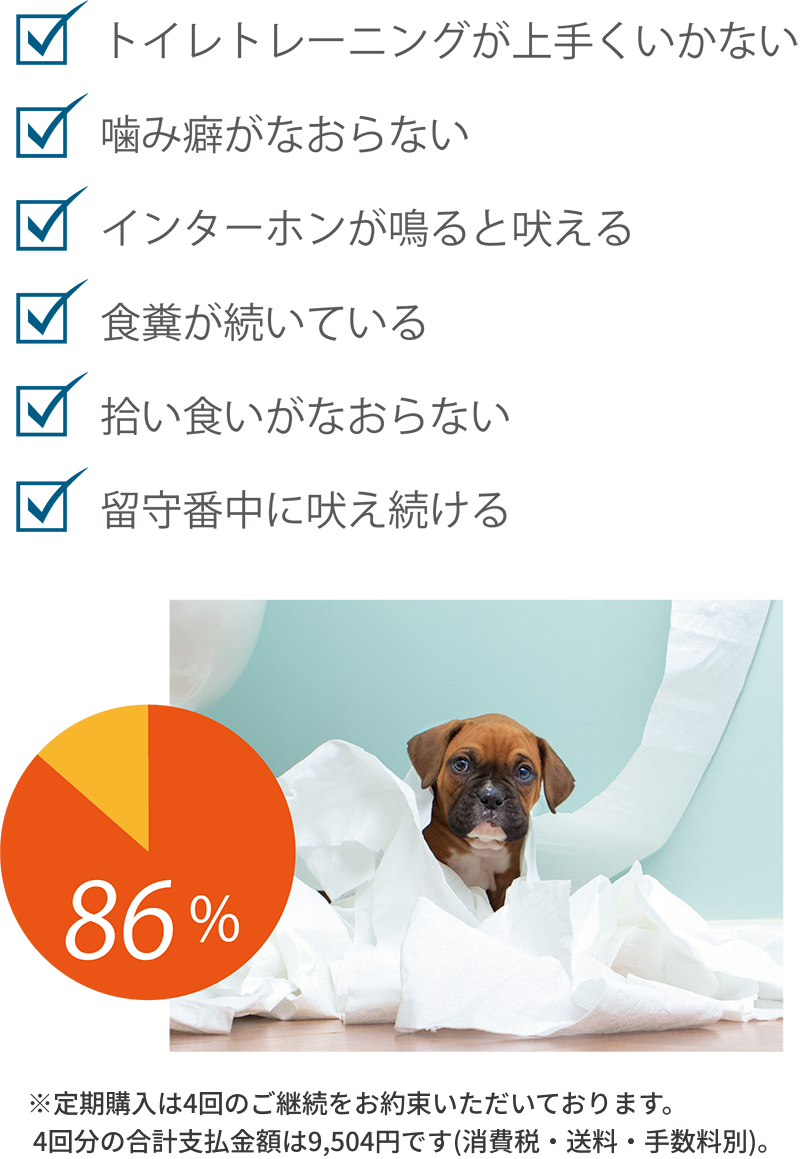 トイレトレーニングが上手くいかない
噛み癖がなおらない
インターホンが鳴ると吠える
食糞が続いている
拾い食いがなおらない
留守番中に吠え続ける
86%
※定期購入は4回のご継続をお約束いただいております。
4回分の合計支払金額は9,504円です(消費税・送料・手数料別)。